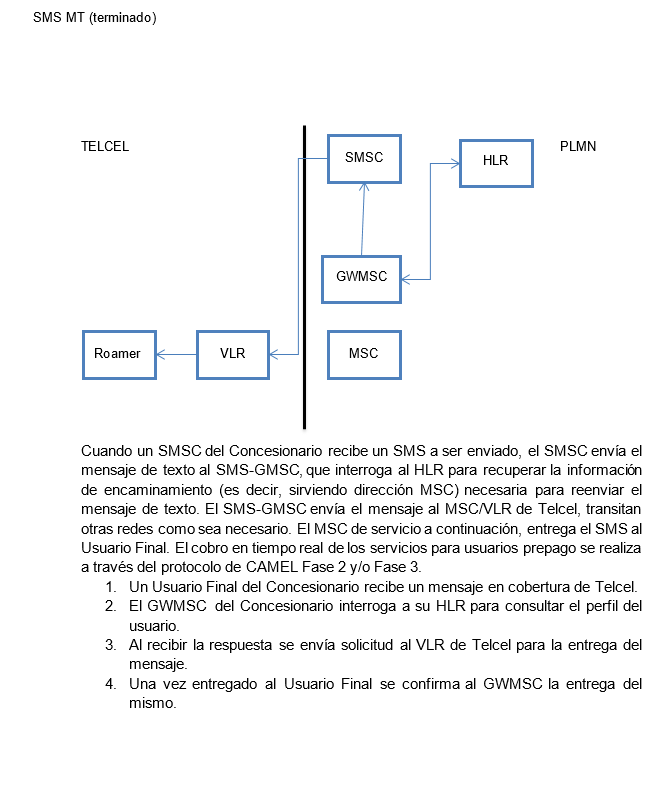 SMS MT (terminado)
TELCEL
SMSC
HLR
PLMN
GWMSC
Roamer
VLR
MSC
Cuando un SMSC del Concesionario recibe un SMS a ser enviado, el SMSC envía el
mensaje de texto al SMS-GMSC, que interroga al HLR para recuperar la información
de encaminamiento (es decir, sirviendo dirección MSC) necesaria para reenviar el
mensaje de texto. El SMS-GMSC envía el mensaje al MSC/VLR de Telcel, transitan
otras redes como sea necesario. El MSC de servicio a continuación, entrega el SMS al
Usuario Final. El cobro en tiempo real de los servicios para usuarios prepago se realiza
a través del protocolo de CAMEL Fase 2 y/o Fase 3.
1. Un Usuario Final del Concesionario recibe un mensaje en cobertura de Telcel.
2. El GWMSC del Concesionario interroga a su HLR para consultar el perfil del
usuario.
3. Al recibir la respuesta se envía solicitud al VLR de Telcel para la entrega del
mensaje.
4. Una vez entregado al Usuario Final se confirma al GWMSC la entrega del
mismo.